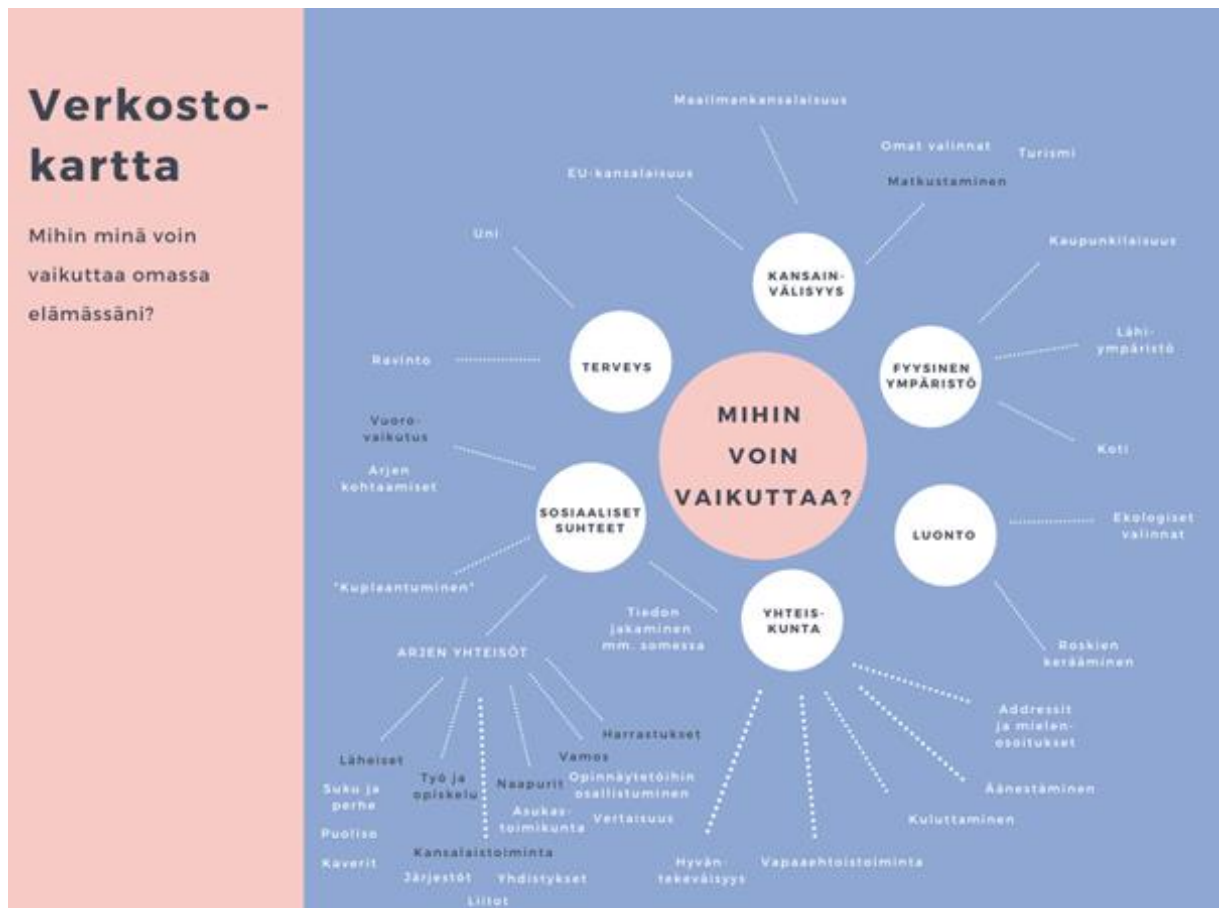 Verkosto-
kartta
Mihin minä voin
vaikuttaa omassa
elämässäni?
Maailmankansalaisuus
Omat valinnat
Turismi
EU-kansalaisuus
Matkustaminen
Uni
Kaupunkilaisuus
KANSAIN-
VÄLISYYS
Lähi-
ympäristö
Ravinto
TERVEYS
FYYSINEN
YMPÄRISTÖ
MIHIN
VOIN
VAIKUTTAA?
Vuoro-
vaikutus
Koti
Arjen
kohtaamiset
SOSIAALISET
SUHTEET
LUONTO
Ekologiset
valinnat
"Kuplaantuminen"
Tiedon
jakaminen
mm. somessa
YHTEIS-
KUNTA
ARJEN YHTEISÖT
Roskien
kerääminen
Addressit
ja mielen-
osoitukset
Harrastukset
Läheiset
Vamos
Työ ja
opiskelu
Naapurit
Opinnäytetöihin
osallistuminen
Suku ja
perhe
Äänestäminen
Asukas-
toimikunta
Vertaisuus
Kuluttaminen
Puoliso
Kansalaistoiminta
Kaverit
Järjestöt
Yhdistykset
Liitot
Hyvän-
tekeväisyys
Vapaaehtoistoiminta